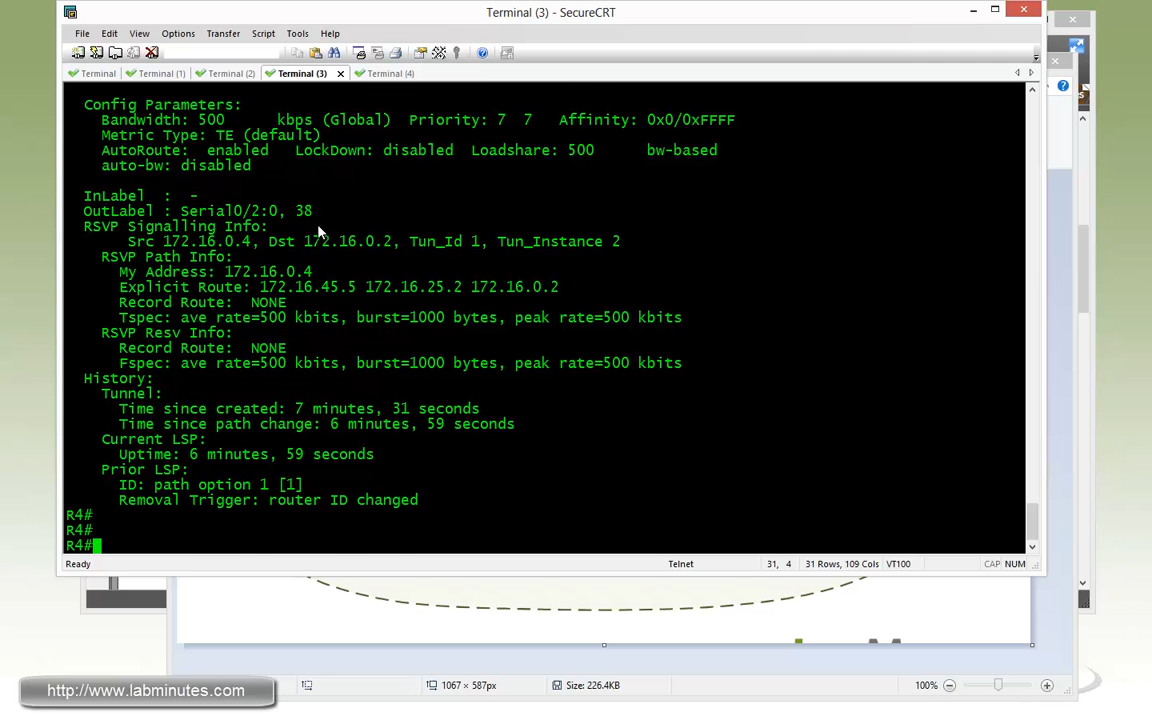 Terminal (3) - SecureCRT
File Edit View Options Transfer Script Tools Help
Terminal Terminal (1) Terminal (2) Terminal (3) Terminal (4)
Config Parameters:
Bandwidth: 500 kbps (Global) Priority: 7 7 Affinity: 0x0/0xFFFF
Metric Type: TE (default)
AutoRoute: enabled LockDown: disabled Loadshare: 500 bw-based
auto-bw: disabled
InLabel : -
OutLabel : Serial0/2:0, 38
RSVP Signalling Info:
Src 172.16.0.4, Dst 172.16.0.2, Tun_Id 1, Tun_Instance 2
RSVP Path Info:
My Address: 172.16.0.4
Explicit Route: 172.16.45.5 172.16.25.2 172.16.0.2
Record Route: NONE
Tspec: ave rate=500 kbits, burst=1000 bytes, peak rate=500 kbits
RSVP Resv Info:
Record Route: NONE
Fspec: ave rate=500 kbits, burst=1000 bytes, peak rate=500 kbits
History:
Tunnel:
Time since created: 7 minutes, 31 seconds
Time since path change: 6 minutes, 59 seconds
Current LSP:
Uptime: 6 minutes, 59 seconds
Prior LSP:
ID: path option 1 [1]
Removal Trigger: router ID changed
R4#
R4#
R4#
Ready Telnet 31, 4 31 Rows, 109 Cols VT100 CAP NUM
http://www.labminutes.com 1067 × 587px Size: 226.4KB 100%